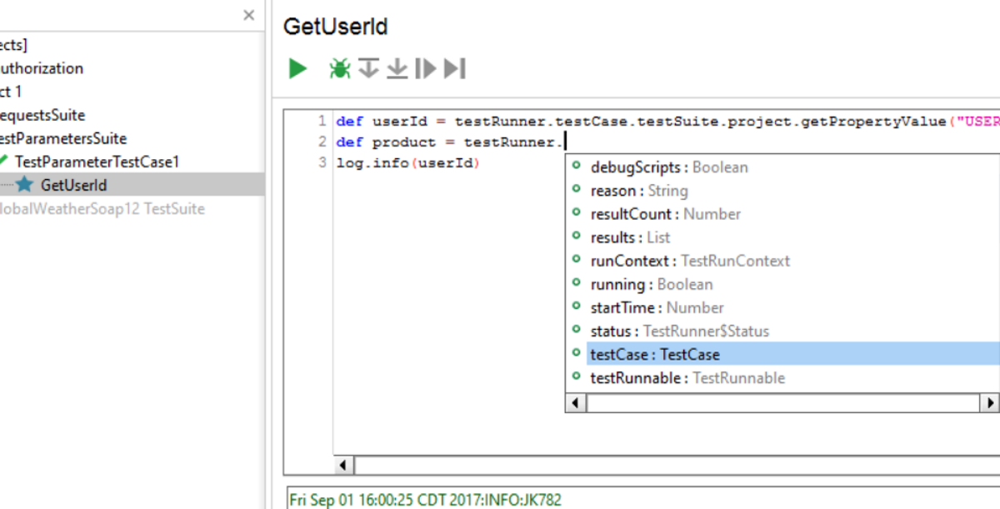 GetUserId
ects]
uthorization
ct 1
equestsSuite
estParametersSuite
TestParameterTestCase1
GetUserId
lobalWeatherSoap12 TestSuite
1 def userId = testRunner.testCase.testSuite.project.getPropertyValue("USER
2 def product = testRunner.
3 log.info(userId)
debugScripts : Boolean
reason : String
resultCount : Number
results : List
runContext : TestRunContext
running : Boolean
startTime : Number
status : TestRunner$Status
testCase : TestCase
testRunnable : TestRunnable
Fri Sep 01 16:00:25 CDT 2017:INFO:JK782